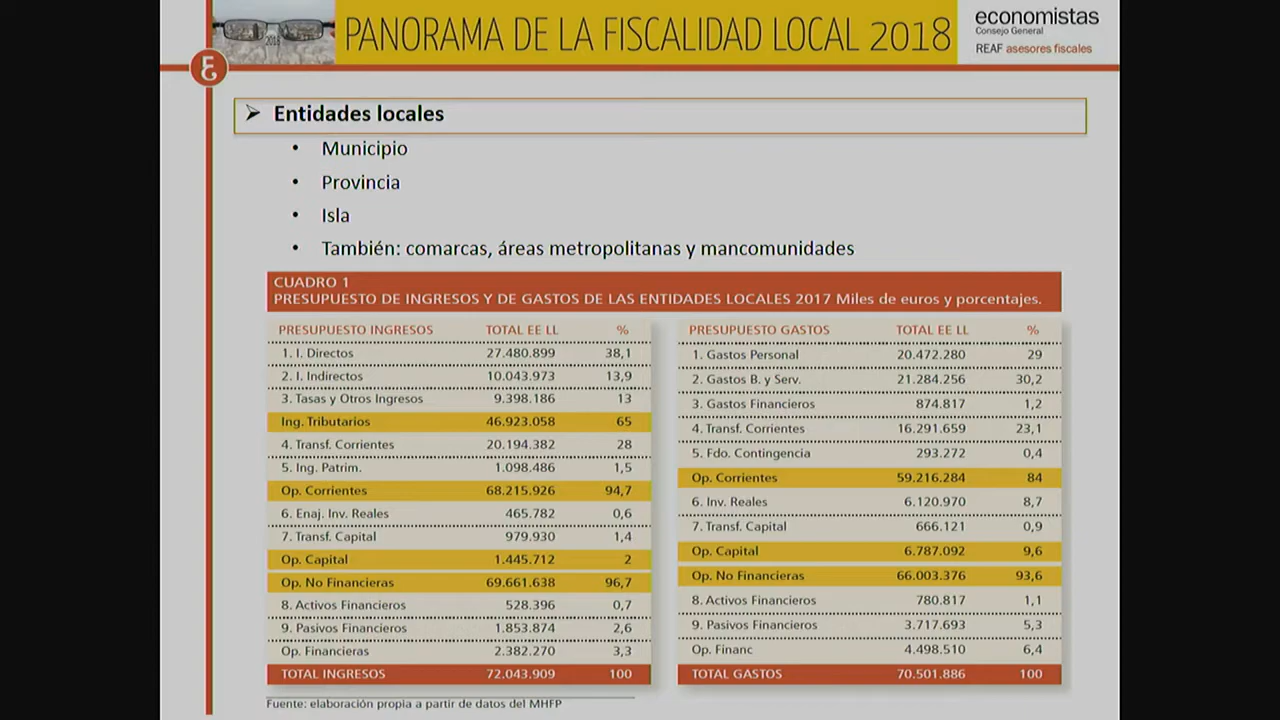 PANORAMA DE LA FISCALIDAD LOCAL 2018
economistas
Consejo General
REAF asesores fiscales
2018
➢ Entidades locales
• Municipio
• Provincia
• Isla
• También: comarcas, áreas metropolitanas y mancomunidades
CUADRO 1
PRESUPUESTO DE INGRESOS Y DE GASTOS DE LAS ENTIDADES LOCALES 2017 Miles de euros y porcentajes.
PRESUPUESTO INGRESOS TOTAL EE LL %
1. I. Directos 27.480.899 38,1
2. I. Indirectos 10.043.973 13,9
3. Tasas y Otros Ingresos 9.398.186 13
Ing. Tributarios 46.923.058 65
4. Transf. Corrientes 20.194.382 28
5. Ing. Patrim. 1.098.486 1,5
Op. Corrientes 68.215.926 94,7
6. Enaj. Inv. Reales 465.782 0,6
7. Transf. Capital 979.930 1,4
Op. Capital 1.445.712 2
Op. No Financieras 69.661.638 96,7
8. Activos Financieros 528.396 0,7
9. Pasivos Financieros 1.853.874 2,6
Op. Financieras 2.382.270 3,3
TOTAL INGRESOS 72.043.909 100
PRESUPUESTO GASTOS TOTAL EE LL %
1. Gastos Personal 20.472.280 29
2. Gastos B. y Serv. 21.284.256 30,2
3. Gastos Financieros 874.817 1,2
4. Transf. Corrientes 16.291.659 23,1
5. Fdo. Contingencia 293.272 0,4
Op. Corrientes 59.216.284 84
6. Inv. Reales 6.120.970 8,7
7. Transf. Capital 666.121 0,9
Op. Capital 6.787.092 9,6
Op. No Financieras 66.003.376 93,6
8. Activos Financieros 780.817 1,1
9. Pasivos Financieros 3.717.693 5,3
Op. Financ 4.498.510 6,4
TOTAL GASTOS 70.501.886 100
Fuente: elaboración propia a partir de datos del MHFP